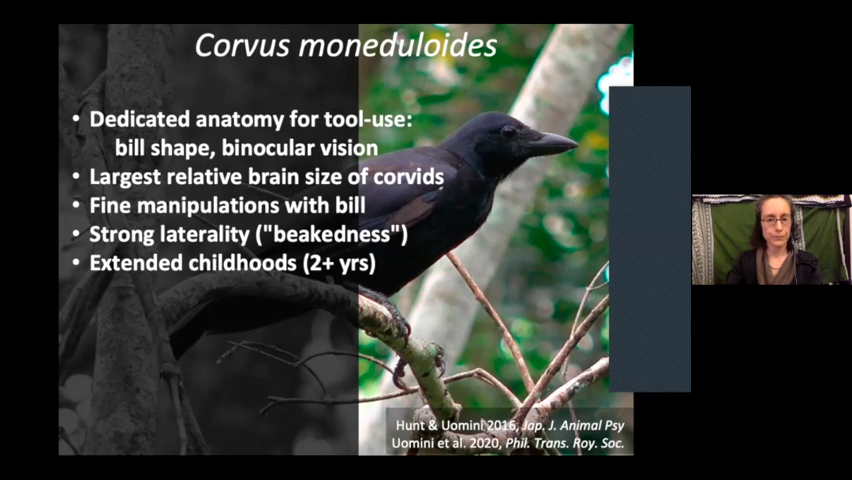 Corvus moneduloides
• Dedicated anatomy for tool-use:
bill shape, binocular vision
• Largest relative brain size of corvids
• Fine manipulations with bill
• Strong laterality ("beakedness")
• Extended childhoods (2+ yrs)
Hunt & Uomini 2016, Jap. J. Animal Psy
Uomini et al. 2020, Phil. Trans. Roy. Soc.